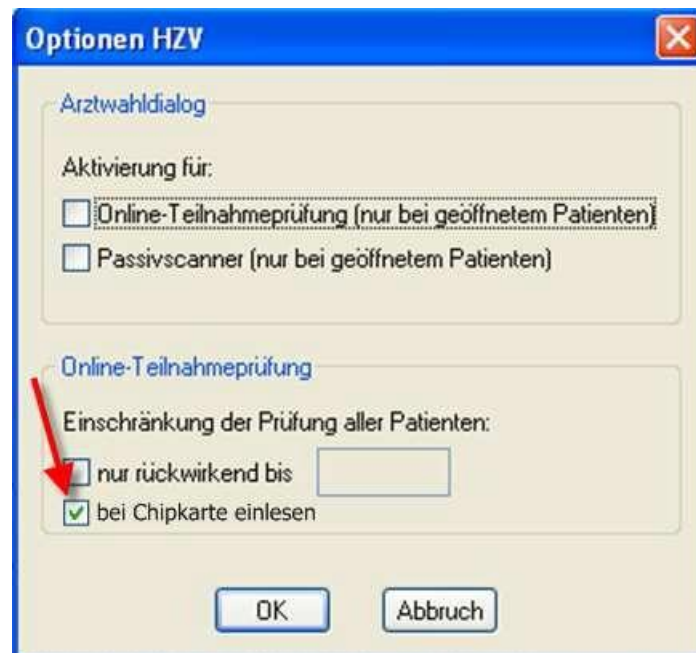 Optionen HZV
Arztwahldialog
Aktivierung für:
Online-Teilnahmeprüfung (nur bei geöffnetem Patienten)
Passivscanner (nur bei geöffnetem Patienten)
Online-Teilnahmeprüfung
Einschränkung der Prüfung aller Patienten:
nur rückwirkend bis
bei Chipkarte einlesen
OK
Abbruch